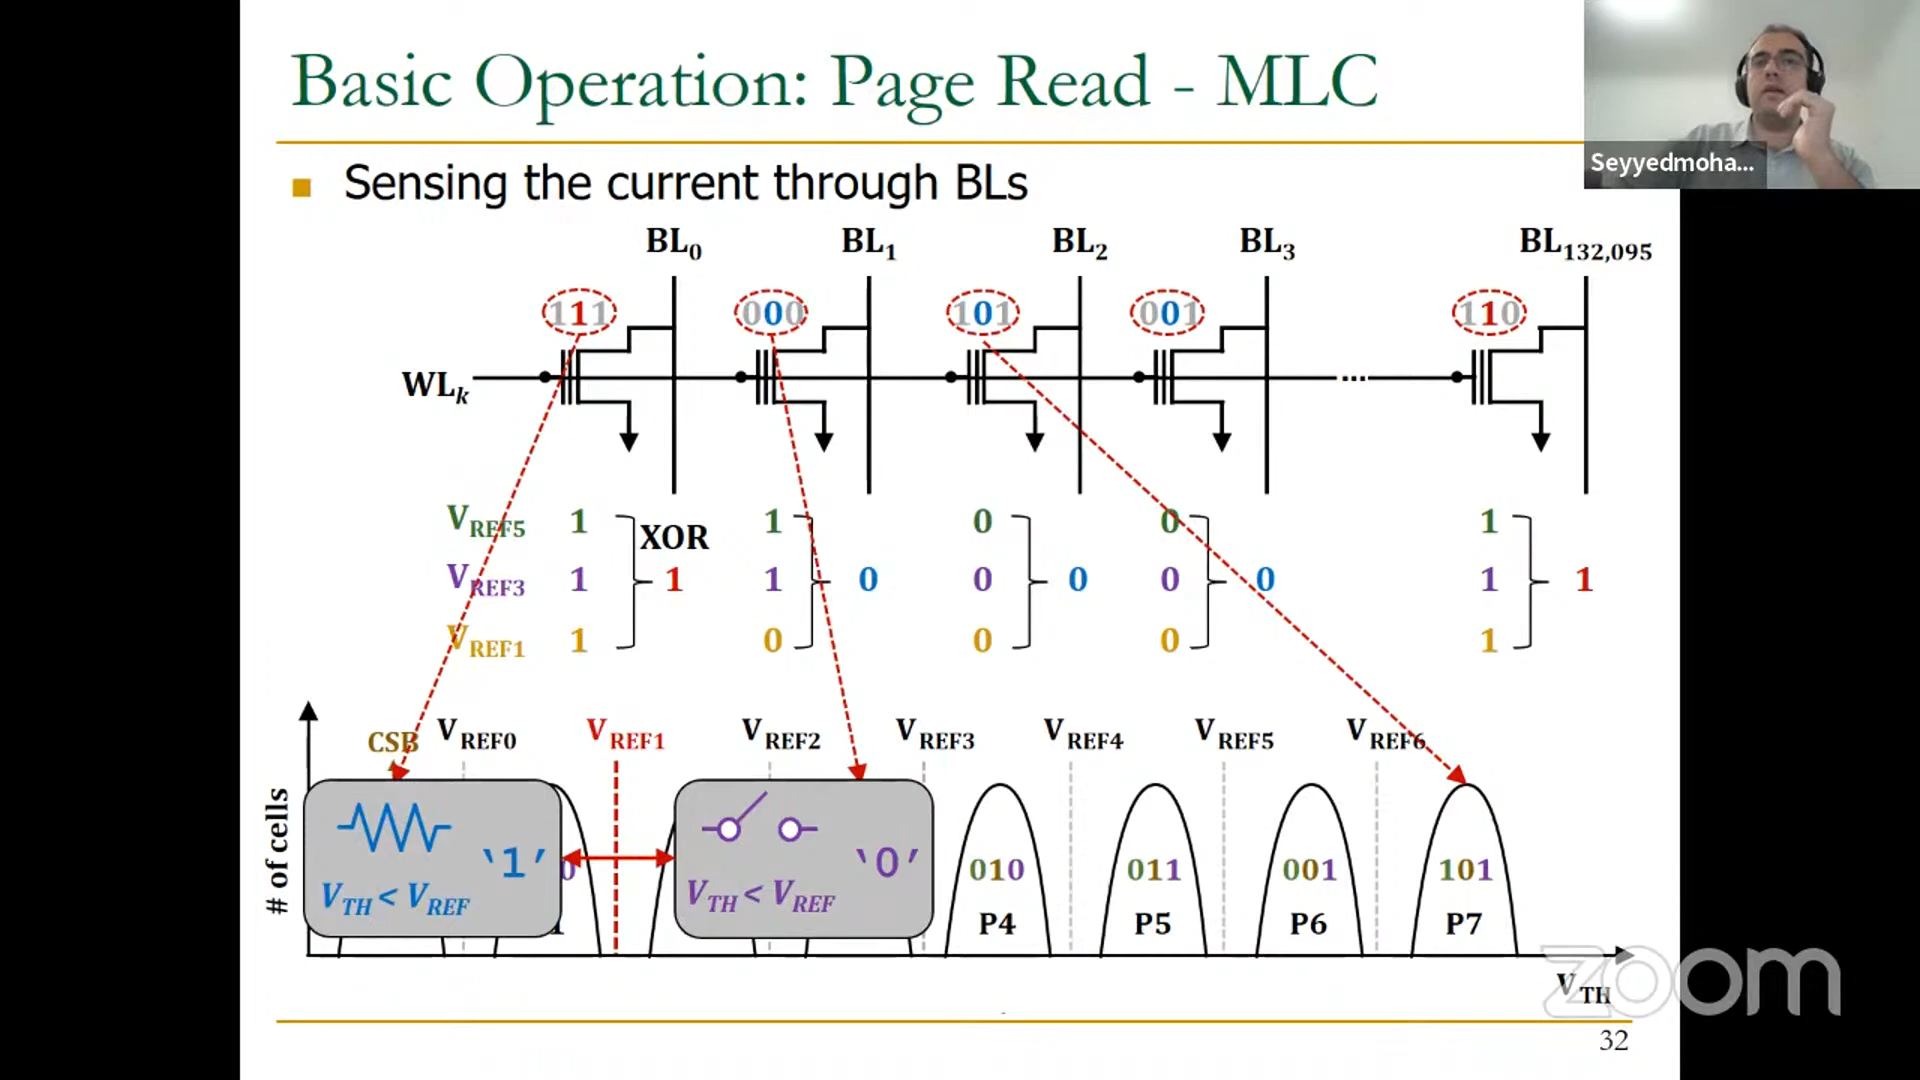 Basic Operation: Page Read - MLC
Seyyedmoha...
Sensing the current through BLs
BL0 BL1 BL2 BL3 BL132,095
111 000 101 001 110
WLk ...
VREF5 1 1 0 0 1
XOR
VREF3 1 1 1 0 0 0 0 0 1 1
VREF1 1 0 0 0 1
CSB VREF0 VREF1 VREF2 VREF3 VREF4 VREF5 VREF6
# of cells
'1' 0 '0' 010 011 001 101
VTH < VREF VTH < VREF
1 P4 P5 P6 P7
VTH
zoom
32